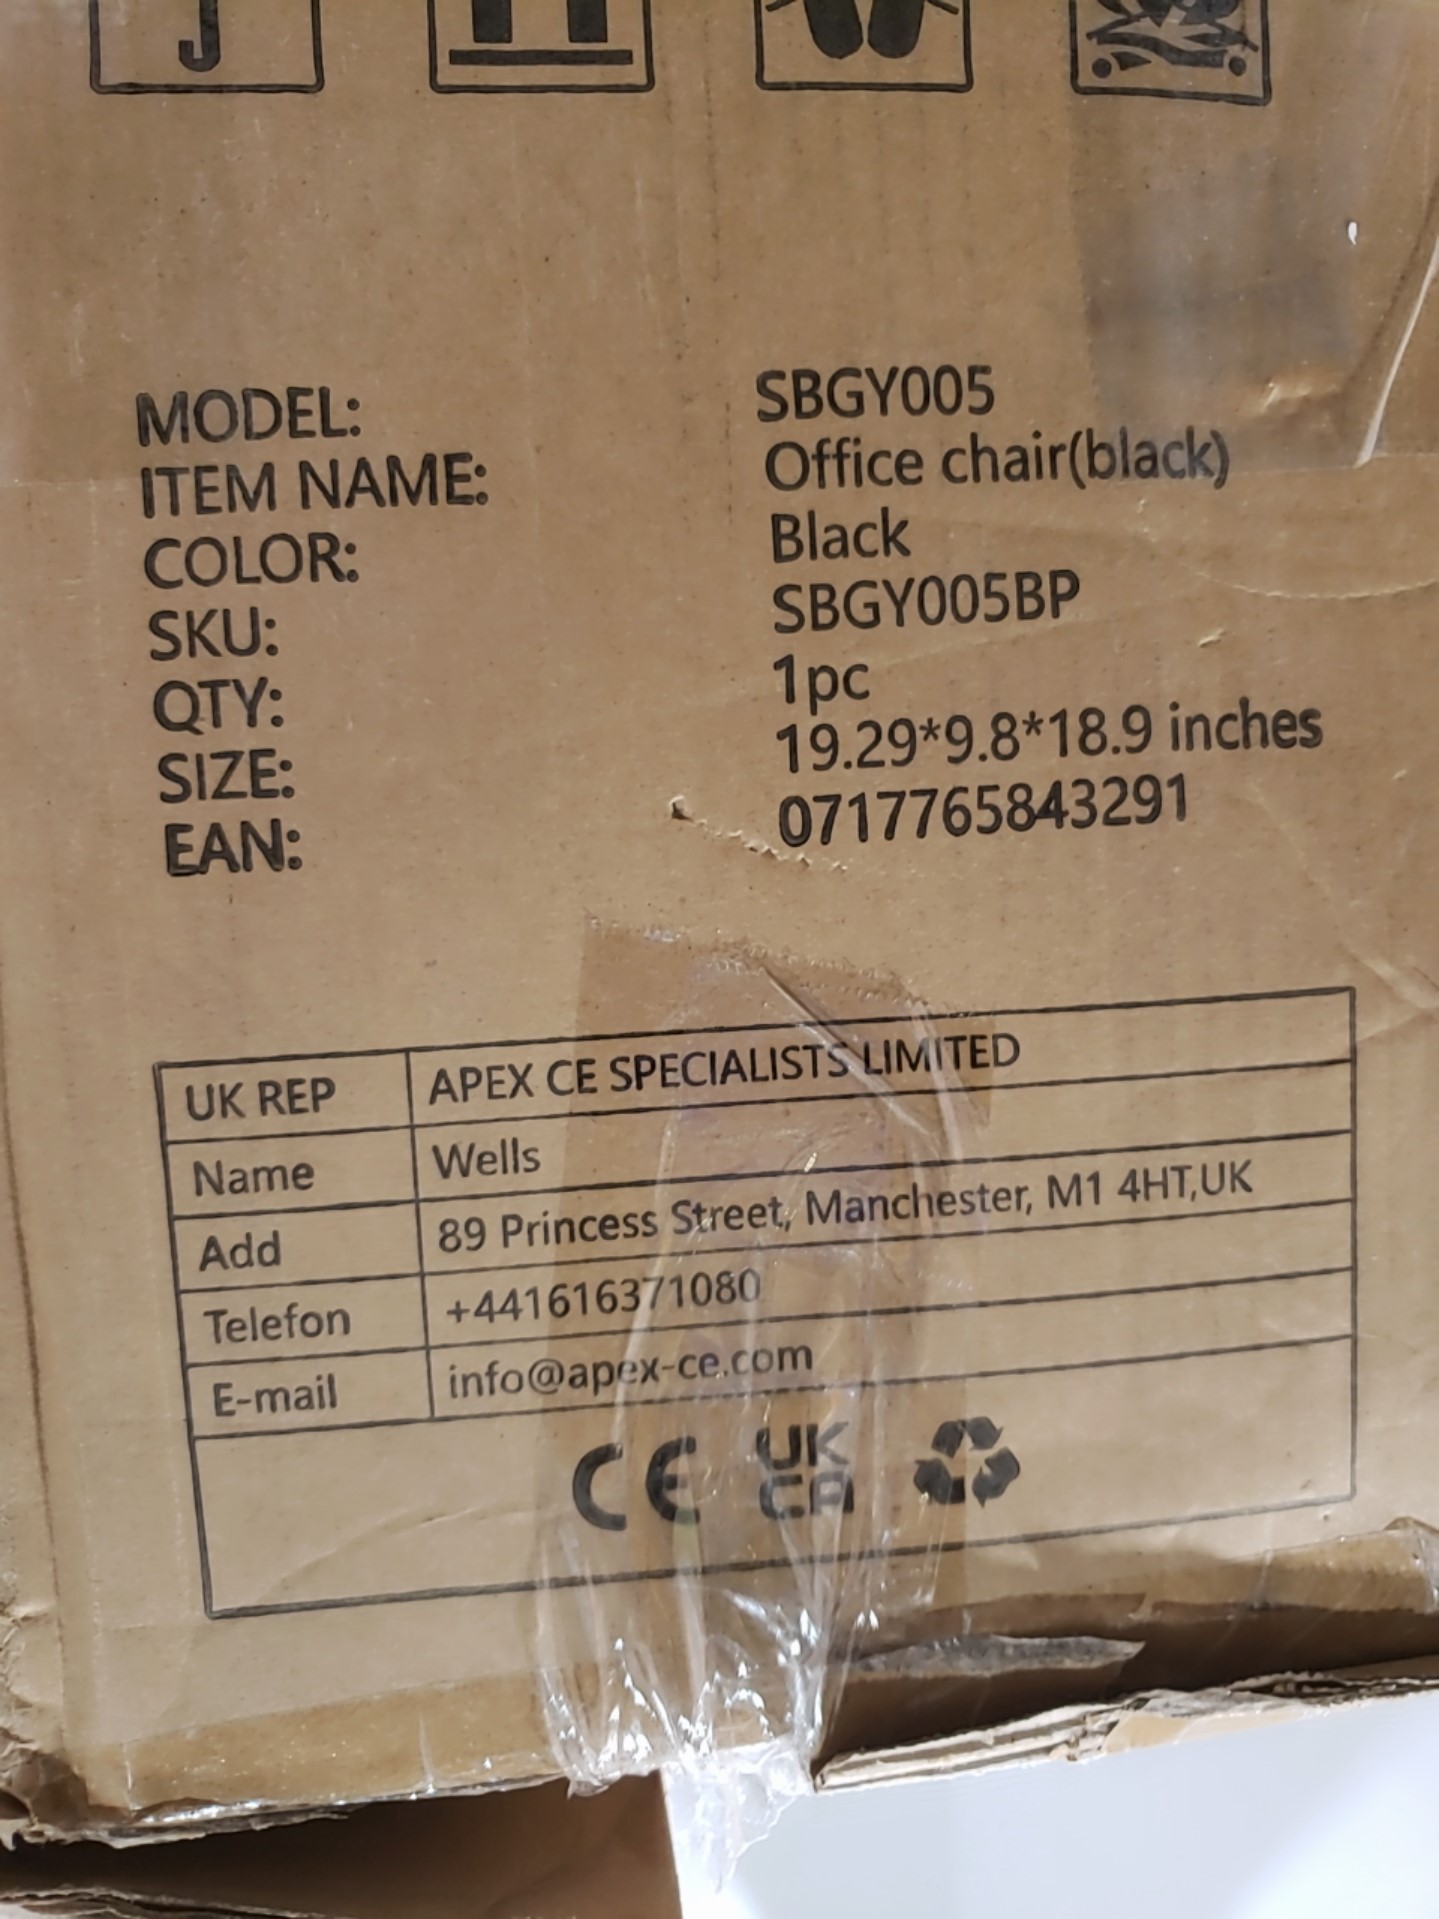 MODEL: SBGY005
ITEM NAME: Office chair(black)
COLOR: Black
SKU: SBGY005BP
QTY: 1pc
SIZE: 19.29*9.8*18.9 inches
EAN: 0717765843291
UK REP APEX CE SPECIALISTS LIMITED
Name Wells
Add 89 Princess Street, Manchester, M1 4HT,UK
Telefon +441616371080
E-mail info@apex-ce.com
CE UK
CA